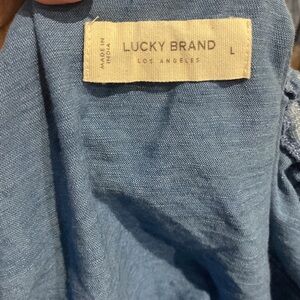 MADE IN
INDIA
LUCKY BRAND
LOS ANGELES
L